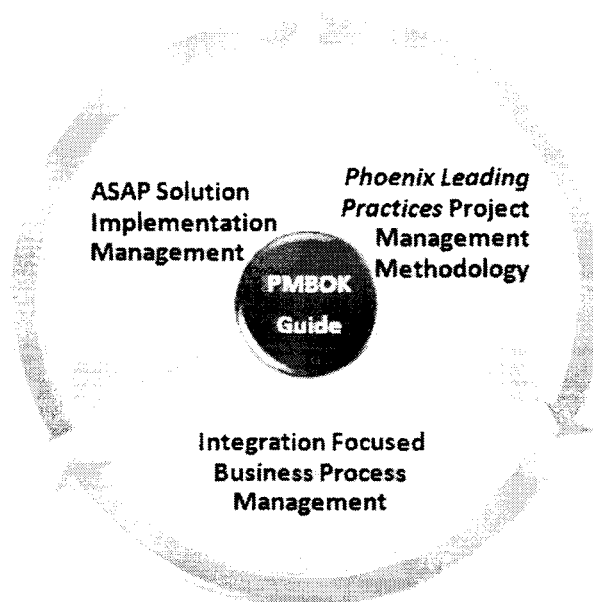 ASAP Solution
Implementation
Management
Phoenix Leading
Practices Project
Management
Methodology
PMBOK
Guide
Integration Focused
Business Process
Management